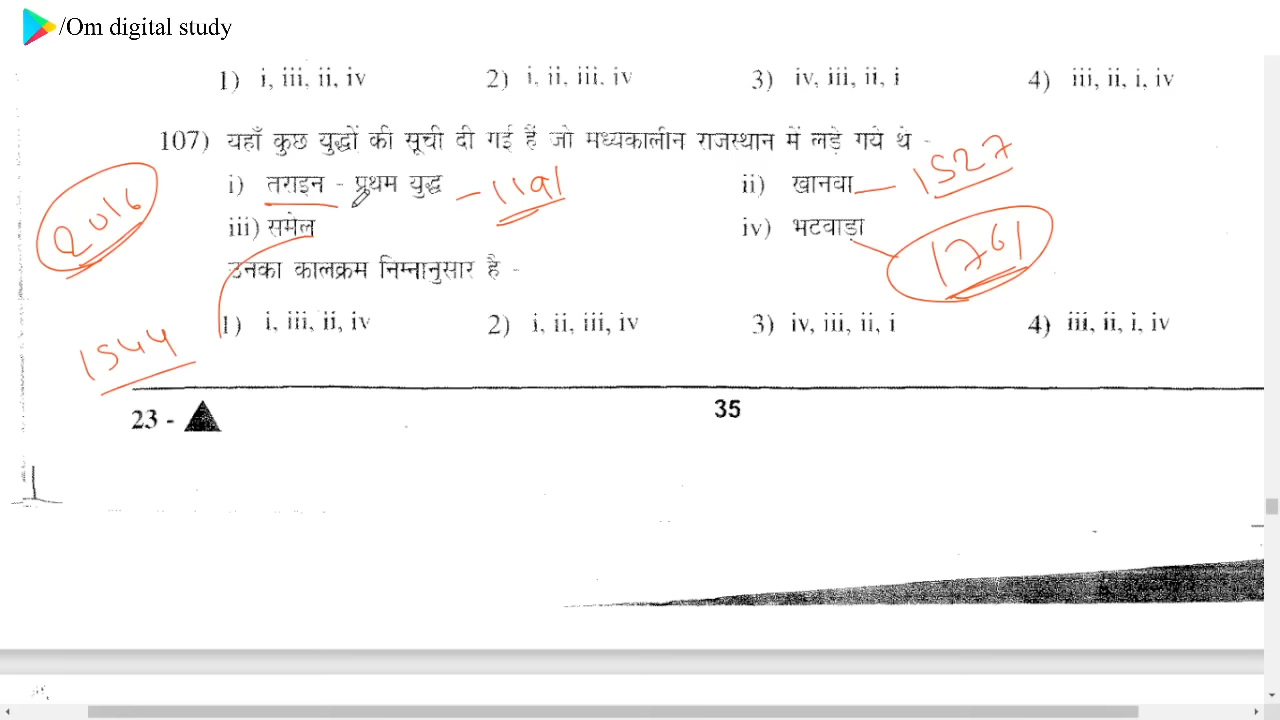 /Om digital study
1) i, iii, ii, iv 2) i, ii, iii, iv 3) iv, iii, ii, i 4) iii, ii, i, iv
107) यहाँ कुछ युद्धों की सूची दी गई हैं जो मध्यकालीन राजस्थान में लड़े गये थे -
i) तराइन - प्रथम युद्ध - 1191 ii) खानवा 1527
2016
iii) समेल iv) भटवाड़ा
1761
उनका कालक्रम निम्नानुसार है -
1) i, iii, ii, iv 2) i, ii, iii, iv 3) iv, iii, ii, i 4) iii, ii, i, iv
1544
23 - 35